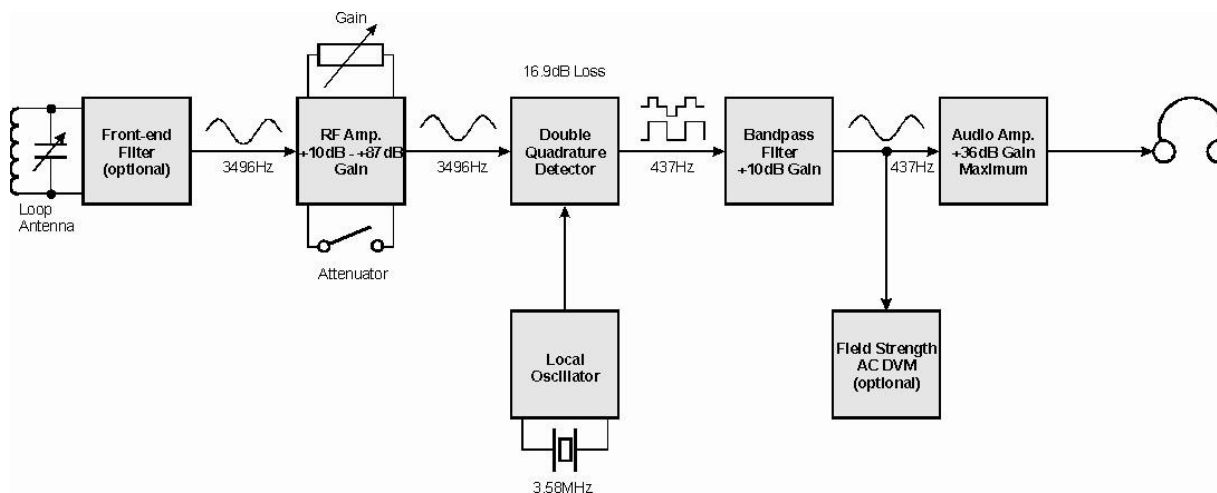 Gain
16.9dB Loss
Front-end
Filter
(optional)
3496Hz
RF Amp.
+10dB - +87dB
Gain
3496Hz
Double
Quadrature
Detector
437Hz
Bandpass
Filter
+10dB Gain
437Hz
Audio Amp.
+36dB Gain
Maximum
Loop
Antenna
Attenuator
Local
Oscillator
Field Strength
AC DVM
(optional)
3.58MHz